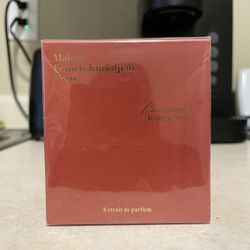 Maison
Francis Kurkdjian
Paris
Baccarat
Rouge 540
Extrait de parfum